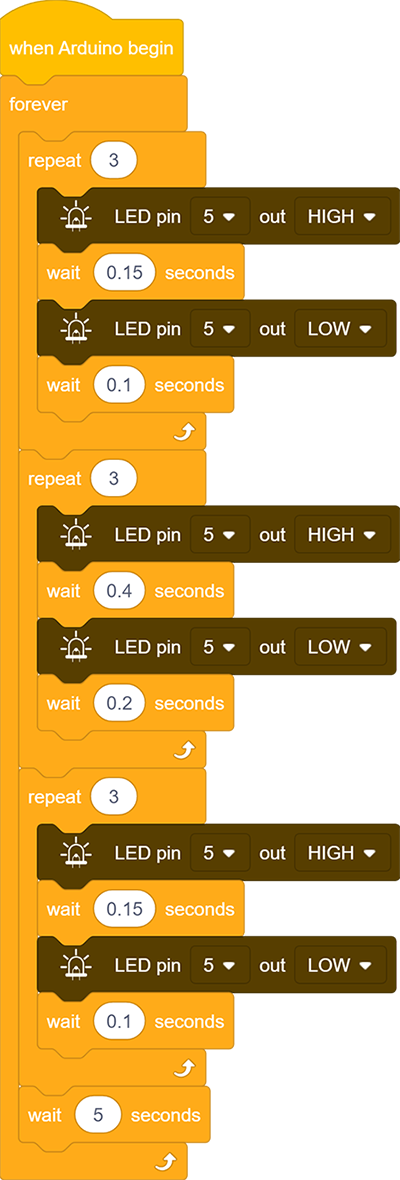 when Arduino begin
forever
repeat 3
LED pin 5 out HIGH
wait 0.15 seconds
LED pin 5 out LOW
wait 0.1 seconds
repeat 3
LED pin 5 out HIGH
wait 0.4 seconds
LED pin 5 out LOW
wait 0.2 seconds
repeat 3
LED pin 5 out HIGH
wait 0.15 seconds
LED pin 5 out LOW
wait 0.1 seconds
wait 5 seconds